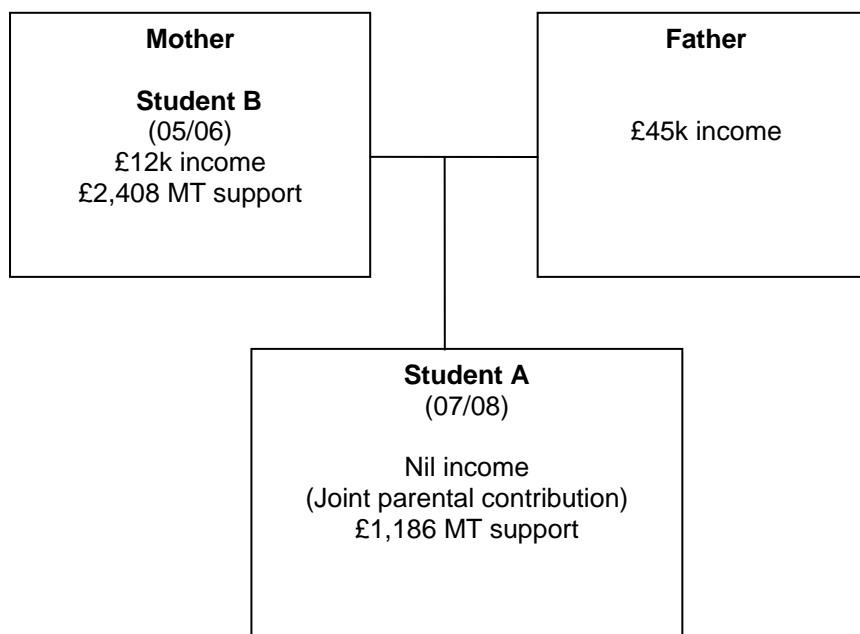 Mother
Student B
(05/06)
£12k income
£2,408 MT support
Father
£45k income
Student A
(07/08)
Nil income
(Joint parental contribution)
£1,186 MT support